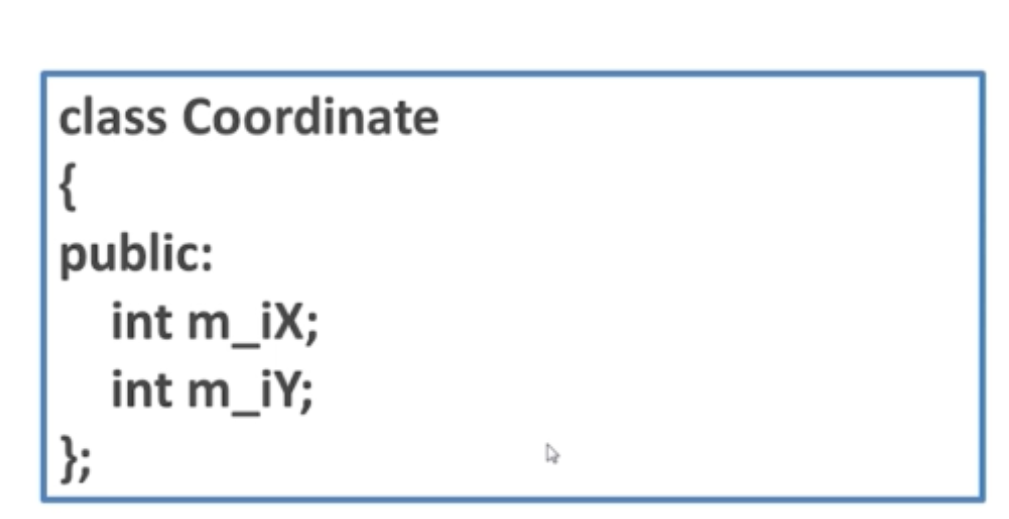 class Coordinate
{
public:
int m_iX;
int m_iY;
};